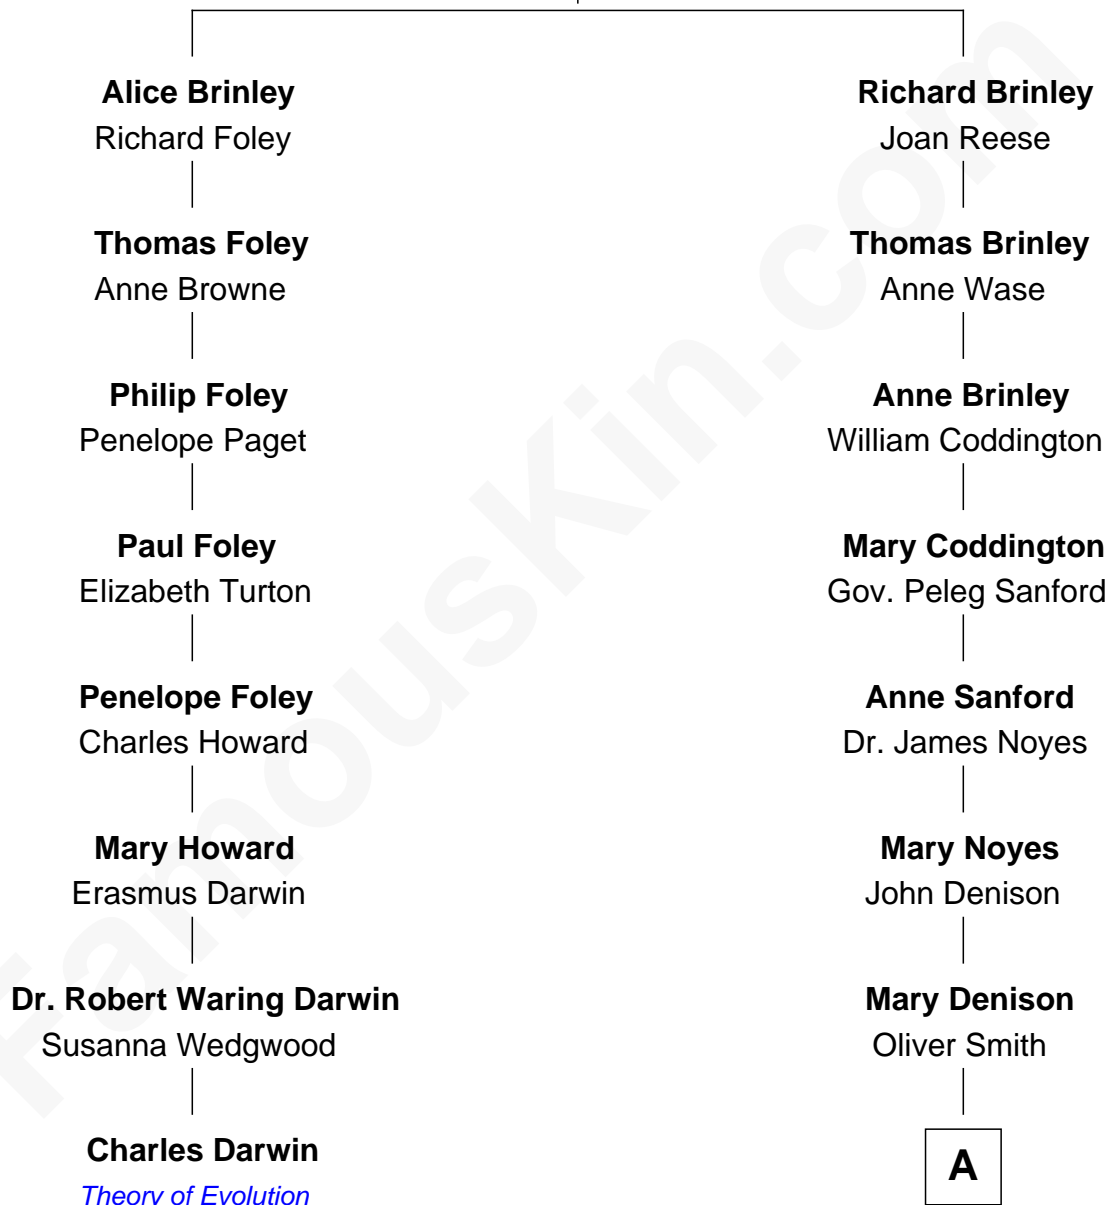 Alice Brinley
Richard Foley
Thomas Foley
Anne Browne
Philip Foley
Penelope Paget
Paul Foley
Elizabeth Turton
Penelope Foley
Charles Howard
Mary Howard
Erasmus Darwin
Dr. Robert Waring Darwin
Susanna Wedgwood
Charles Darwin
Theory of Evolution
Richard Brinley
Joan Reese
Thomas Brinley
Anne Wase
Anne Brinley
William Coddington
Mary Coddington
Gov. Peleg Sanford
Anne Sanford
Dr. James Noyes
Mary Noyes
John Denison
Mary Denison
Oliver Smith
A
FamousKin.com